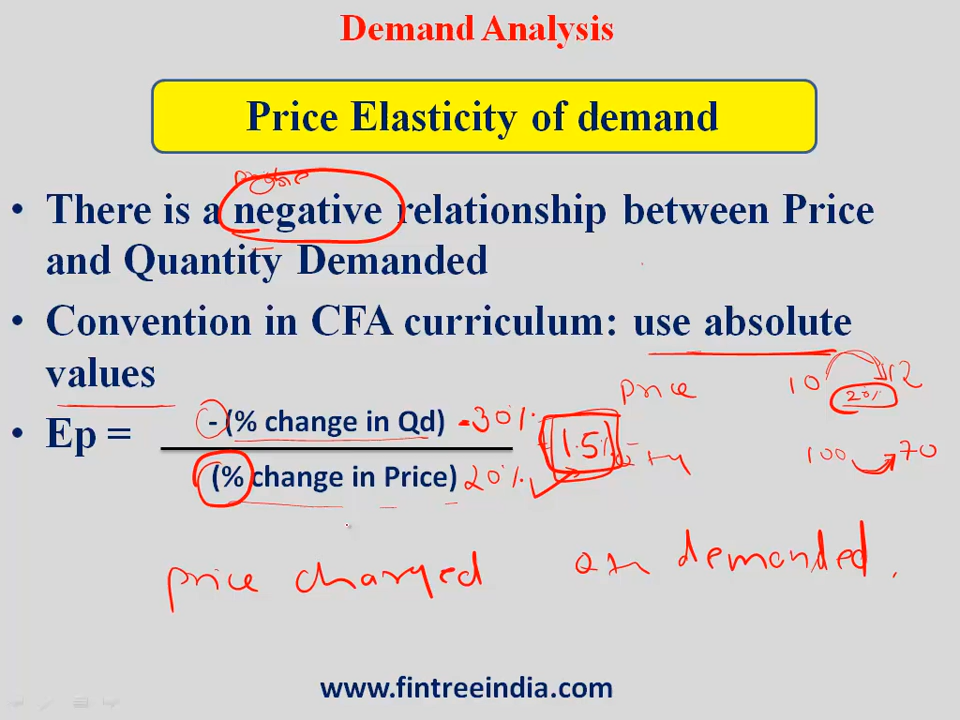 Demand Analysis
Price Elasticity of demand
• There is a negative relationship between Price
and Quantity Demanded
• Convention in CFA curriculum: use absolute
values
price 10 12
20%
• Ep = - (% change in Qd) -30%
(% change in Price) 20%
1.5%
100 70
price charged demanded.
www.fintreeindia.com